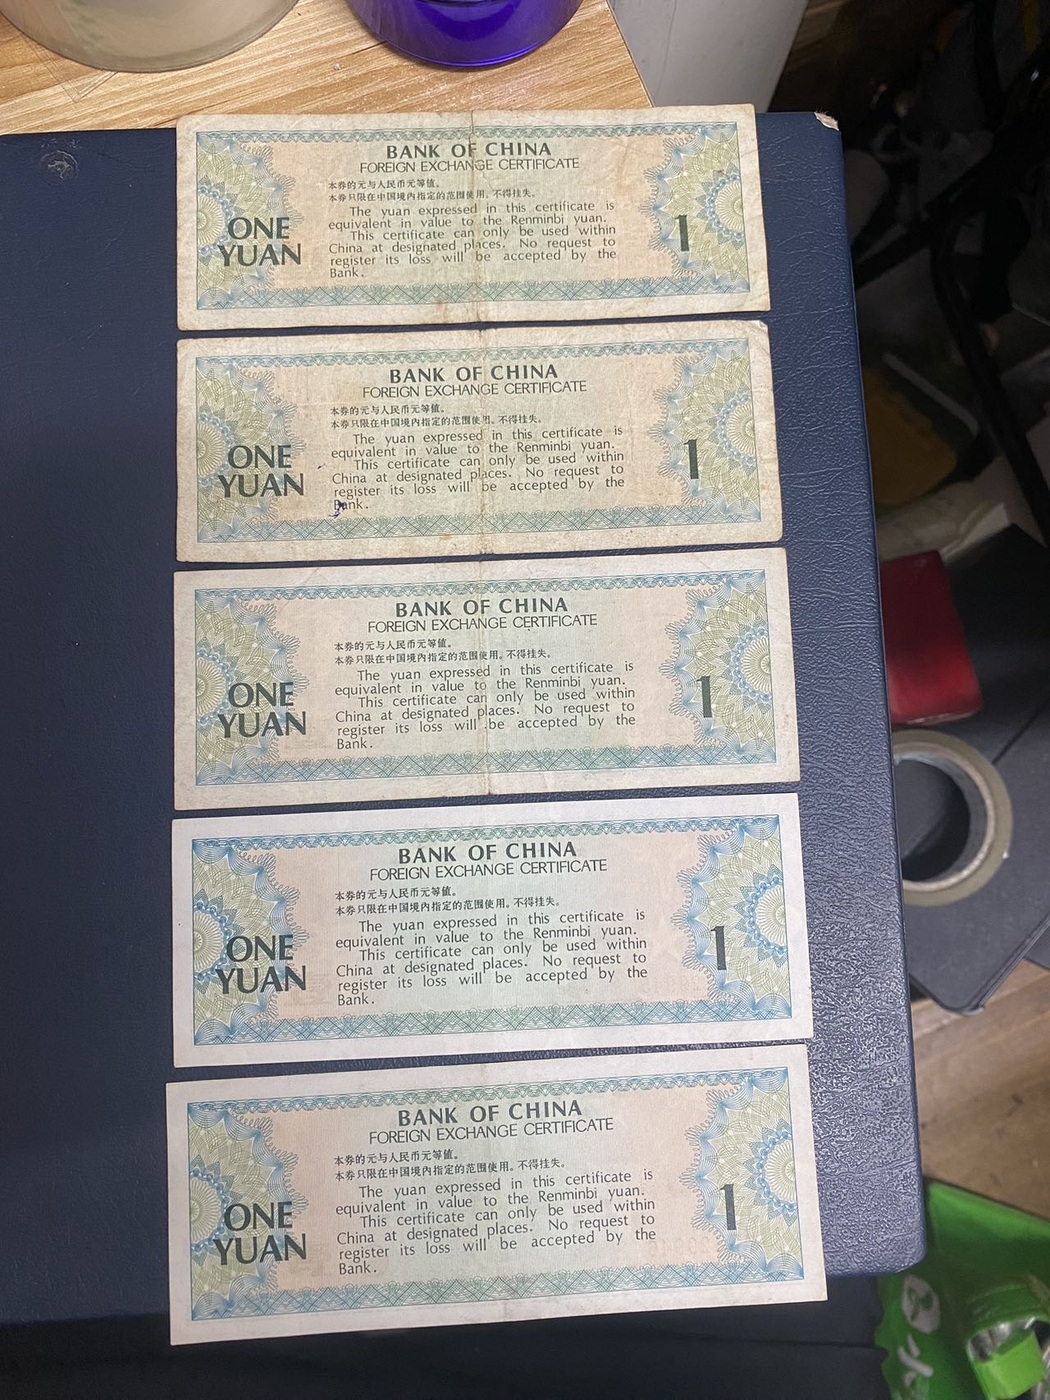 BANK OF CHINA
FOREIGN EXCHANGE CERTIFICATE
本券的元与人民币元等值。
本券只限在中国境内指定的范围使用。不得挂失。
The yuan expressed in this certificate is
equivalent in value to the Renminbi yuan.
This certificate can only be used within
China at designated places. No request to
register its loss will be accepted by the
Bank.
ONE
YUAN
1
BANK OF CHINA
FOREIGN EXCHANGE CERTIFICATE
本券的元与人民币元等值。
本券只限在中国境内指定的范围使用。不得挂失。
The yuan expressed in this certificate is
equivalent in value to the Renminbi yuan.
This certificate can only be used within
China at designated places. No request to
register its loss will be accepted by the
Bank.
ONE
YUAN
1
BANK OF CHINA
FOREIGN EXCHANGE CERTIFICATE
本券的元与人民币元等值。
本券只限在中国境内指定的范围使用。不得挂失。
The yuan expressed in this certificate is
equivalent in value to the Renminbi yuan.
This certificate can only be used within
China at designated places. No request to
register its loss will be accepted by the
Bank.
ONE
YUAN
1
BANK OF CHINA
FOREIGN EXCHANGE CERTIFICATE
本券的元与人民币元等值。
本券只限在中国境内指定的范围使用。不得挂失。
The yuan expressed in this certificate is
equivalent in value to the Renminbi yuan.
This certificate can only be used within
China at designated places. No request to
register its loss will be accepted by the
Bank.
ONE
YUAN
1
BANK OF CHINA
FOREIGN EXCHANGE CERTIFICATE
本券的元与人民币元等值。
本券只限在中国境内指定的范围使用。不得挂失。
The yuan expressed in this certificate is
equivalent in value to the Renminbi yuan.
This certificate can only be used within
China at designated places. No request to
register its loss will be accepted by the
Bank.
ONE
YUAN
1